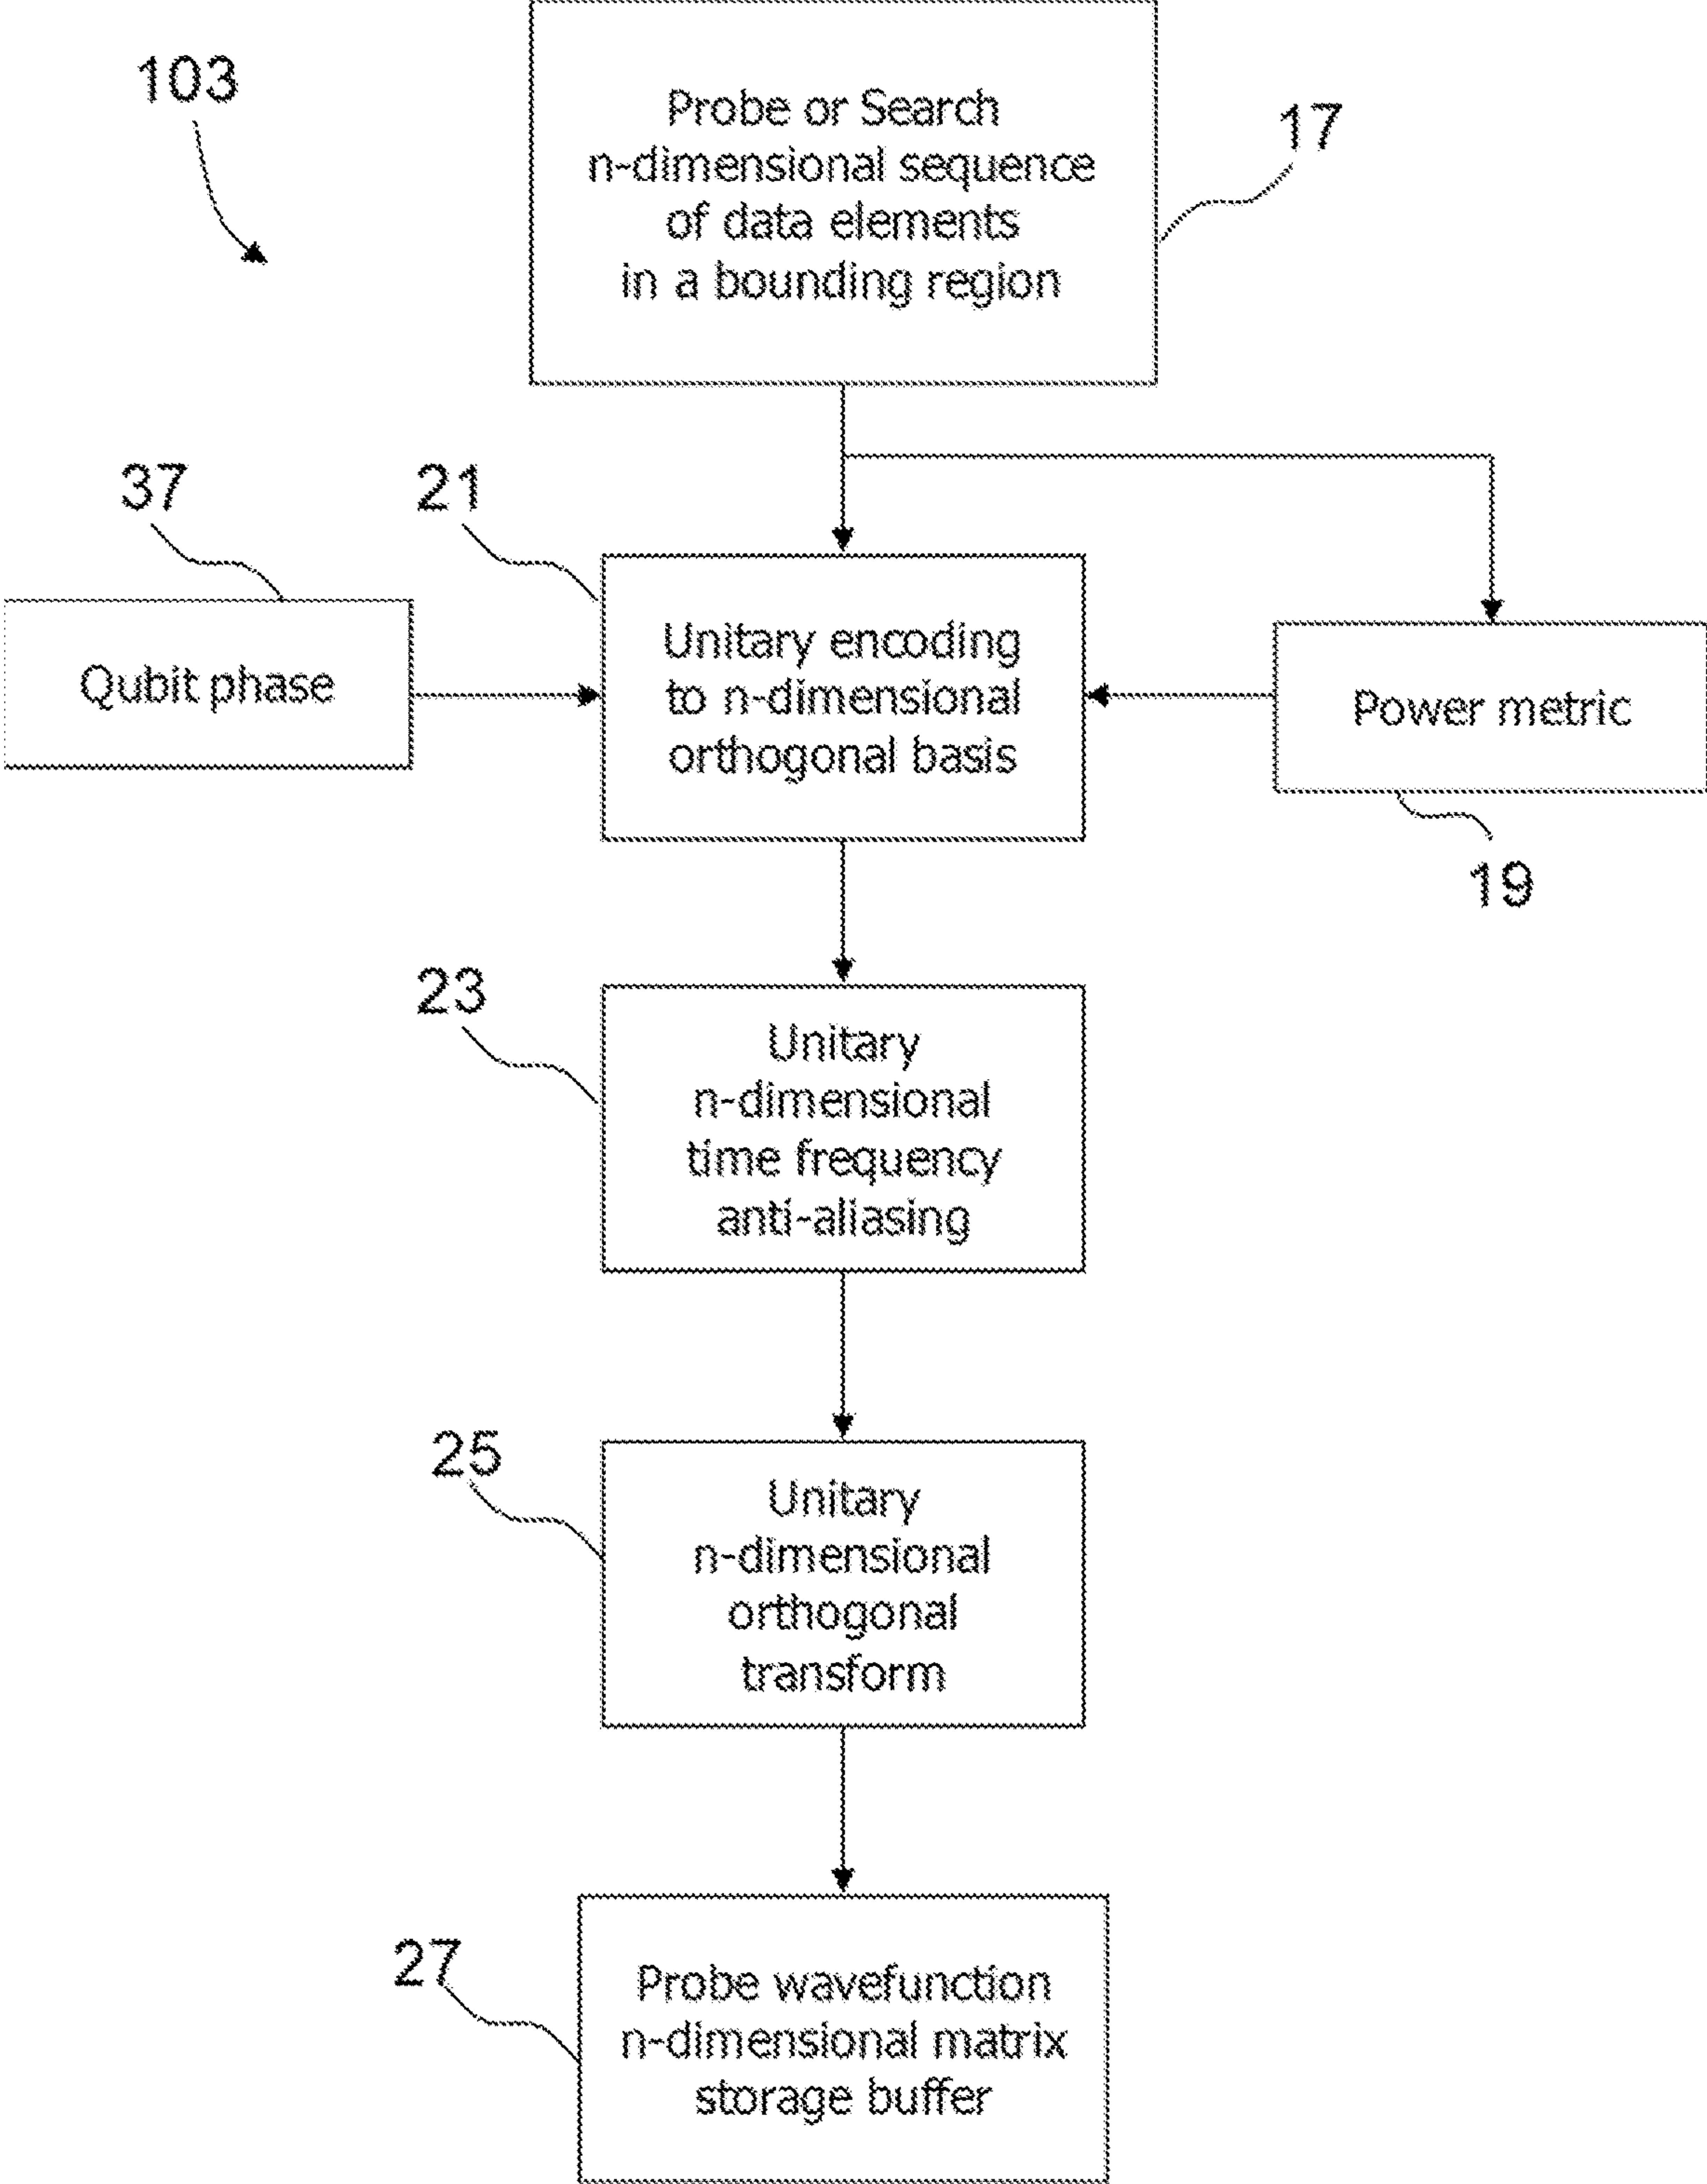 103
Probe or Search
n-dimensional sequence
of data elements
in a bounding region
17
37
21
Qubit phase
Unitary encoding
to n-dimensional
orthogonal basis
Power metric
19
23
Unitary
n-dimensional
time frequency
anti-aliasing
25
Unitary
n-dimensional
orthogonal
transform
27
Probe wavefunction
n-dimensional matrix
storage buffer